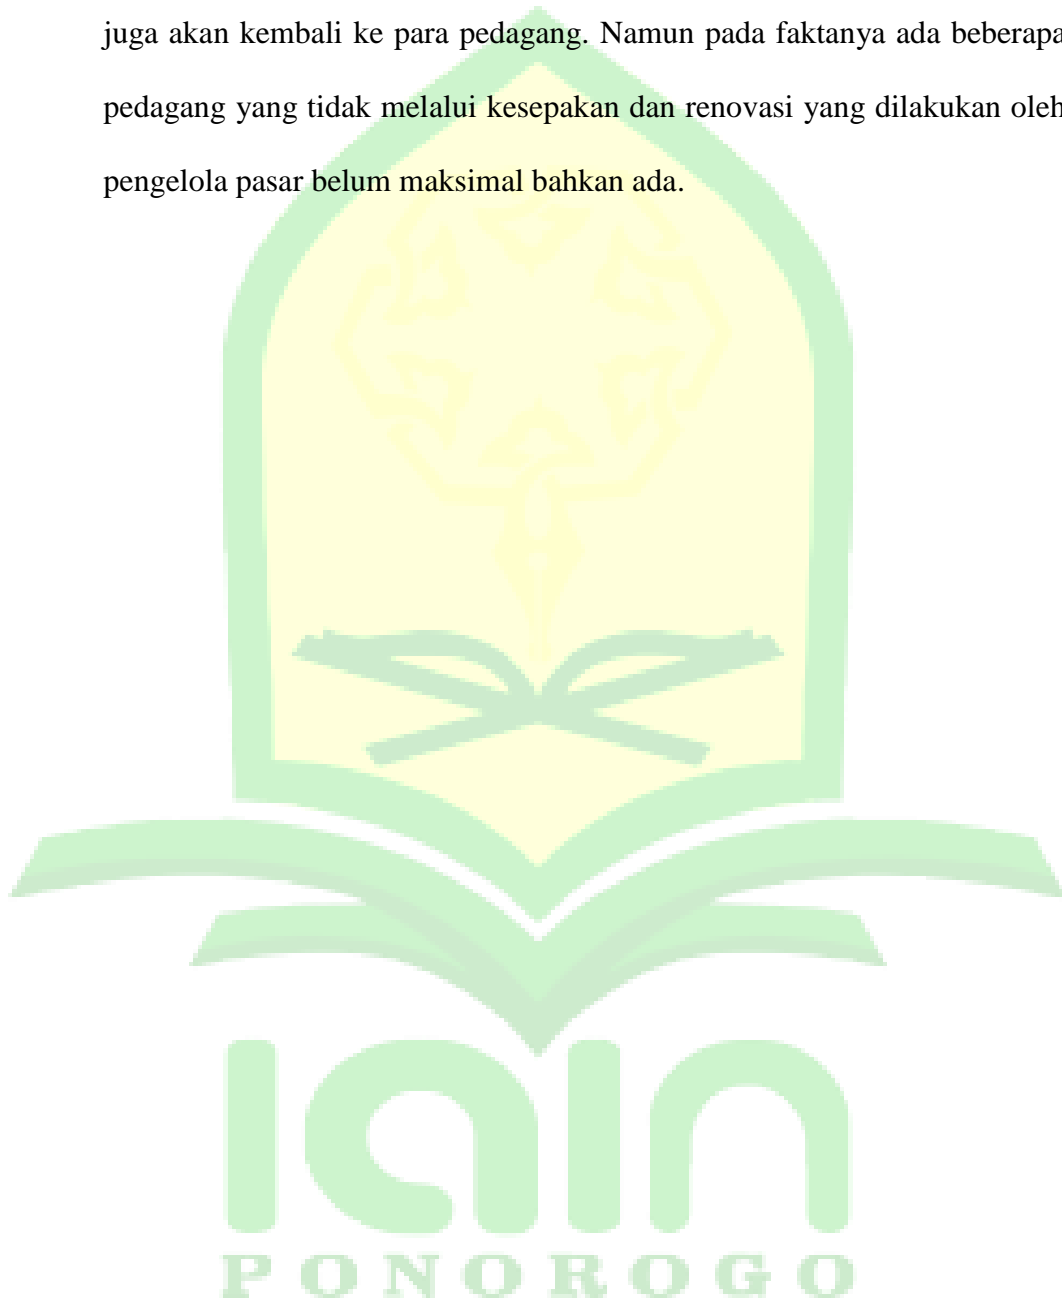 juga akan kembali ke para pedagang. Namun pada faktanya ada beberapa
pedagang yang tidak melalui kesepakan dan renovasi yang dilakukan oleh
pengelola pasar belum maksimal bahkan ada.
iain
PONOROGO